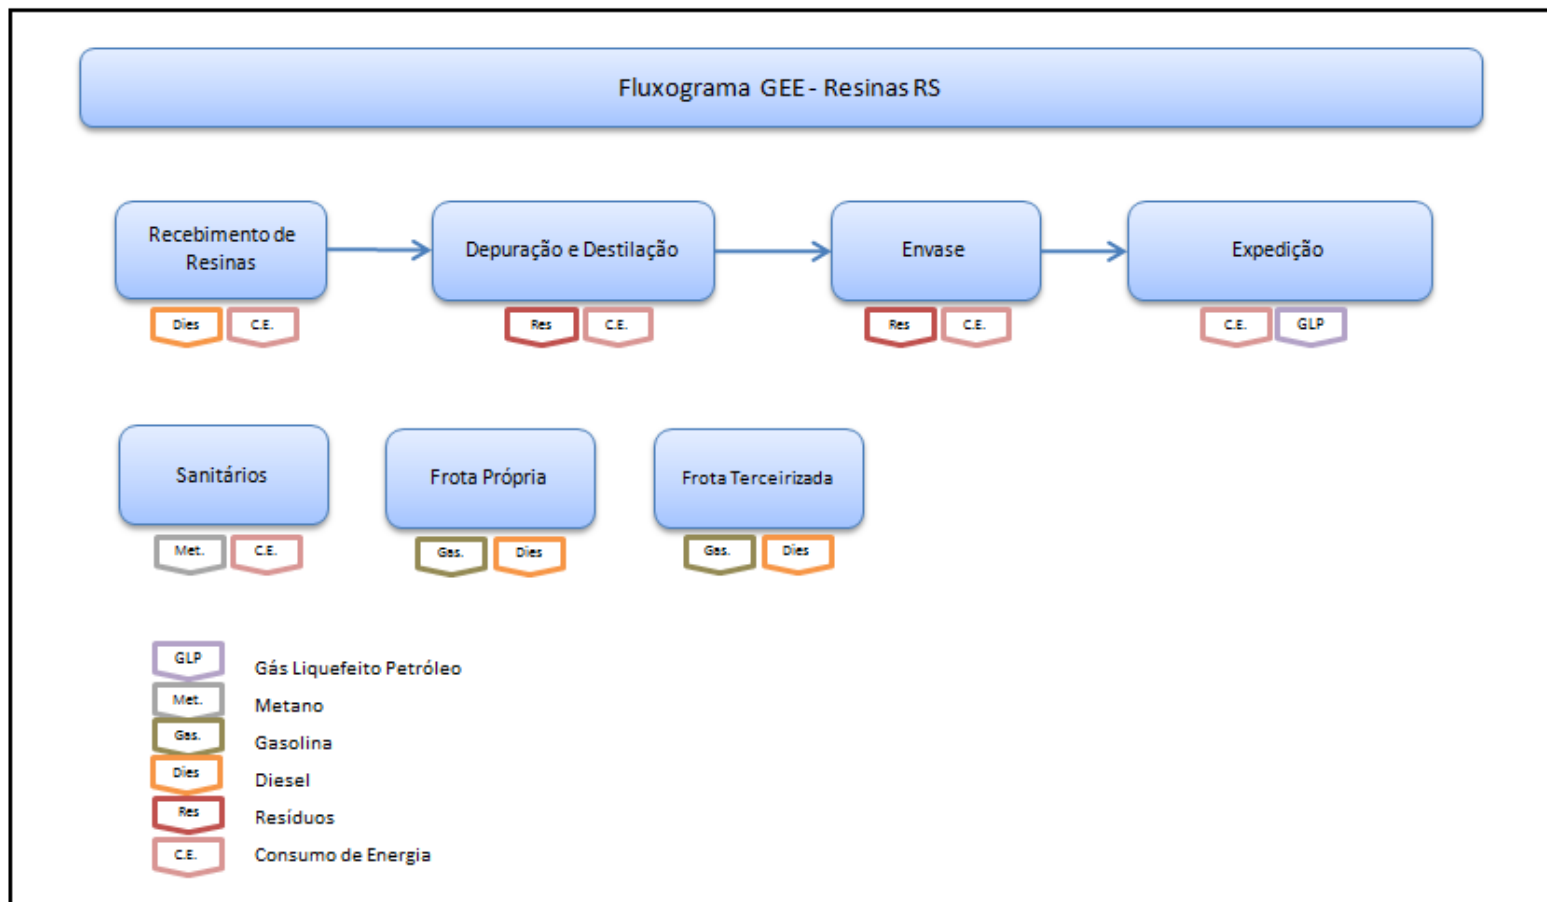 Fluxograma GEE - Resinas RS
Recebimento de
Resinas
Depuração e Destilação
Envase
Expedição
Dies
C.E.
Res
C.E.
Res
C.E.
C.E.
GLP
Sanitários
Frota Própria
Frota Terceirizada
Met.
C.E.
Gas.
Dies
Gas.
Dies
GLP Gás Liquefeito Petróleo
Met. Metano
Gas. Gasolina
Dies Diesel
Res Resíduos
C.E. Consumo de Energia